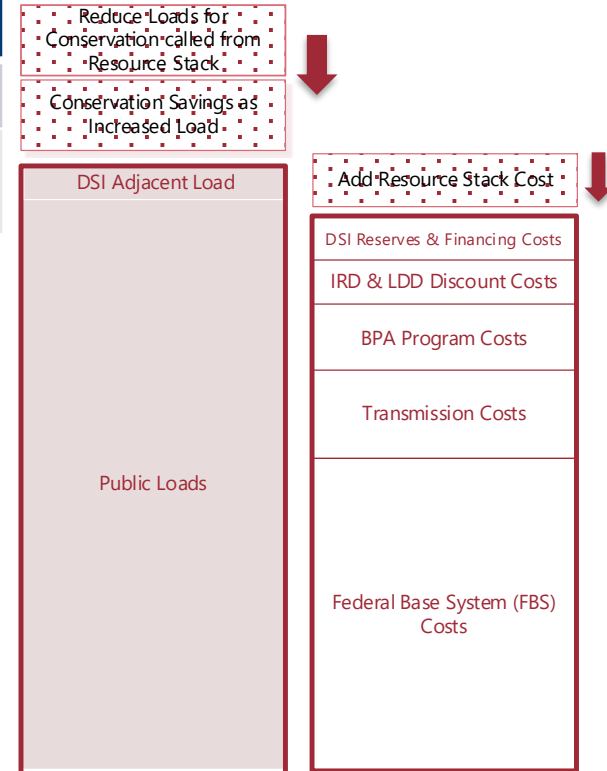 Reduce Loads for
Conservation called from
Resource Stack
Conservation Savings as
Increased Load
DSI Adjacent Load
Public Loads
Add Resource Stack Cost
DSI Reserves & Financing Costs
IRD & LDD Discount Costs
BPA Program Costs
Transmission Costs
Federal Base System (FBS)
Costs